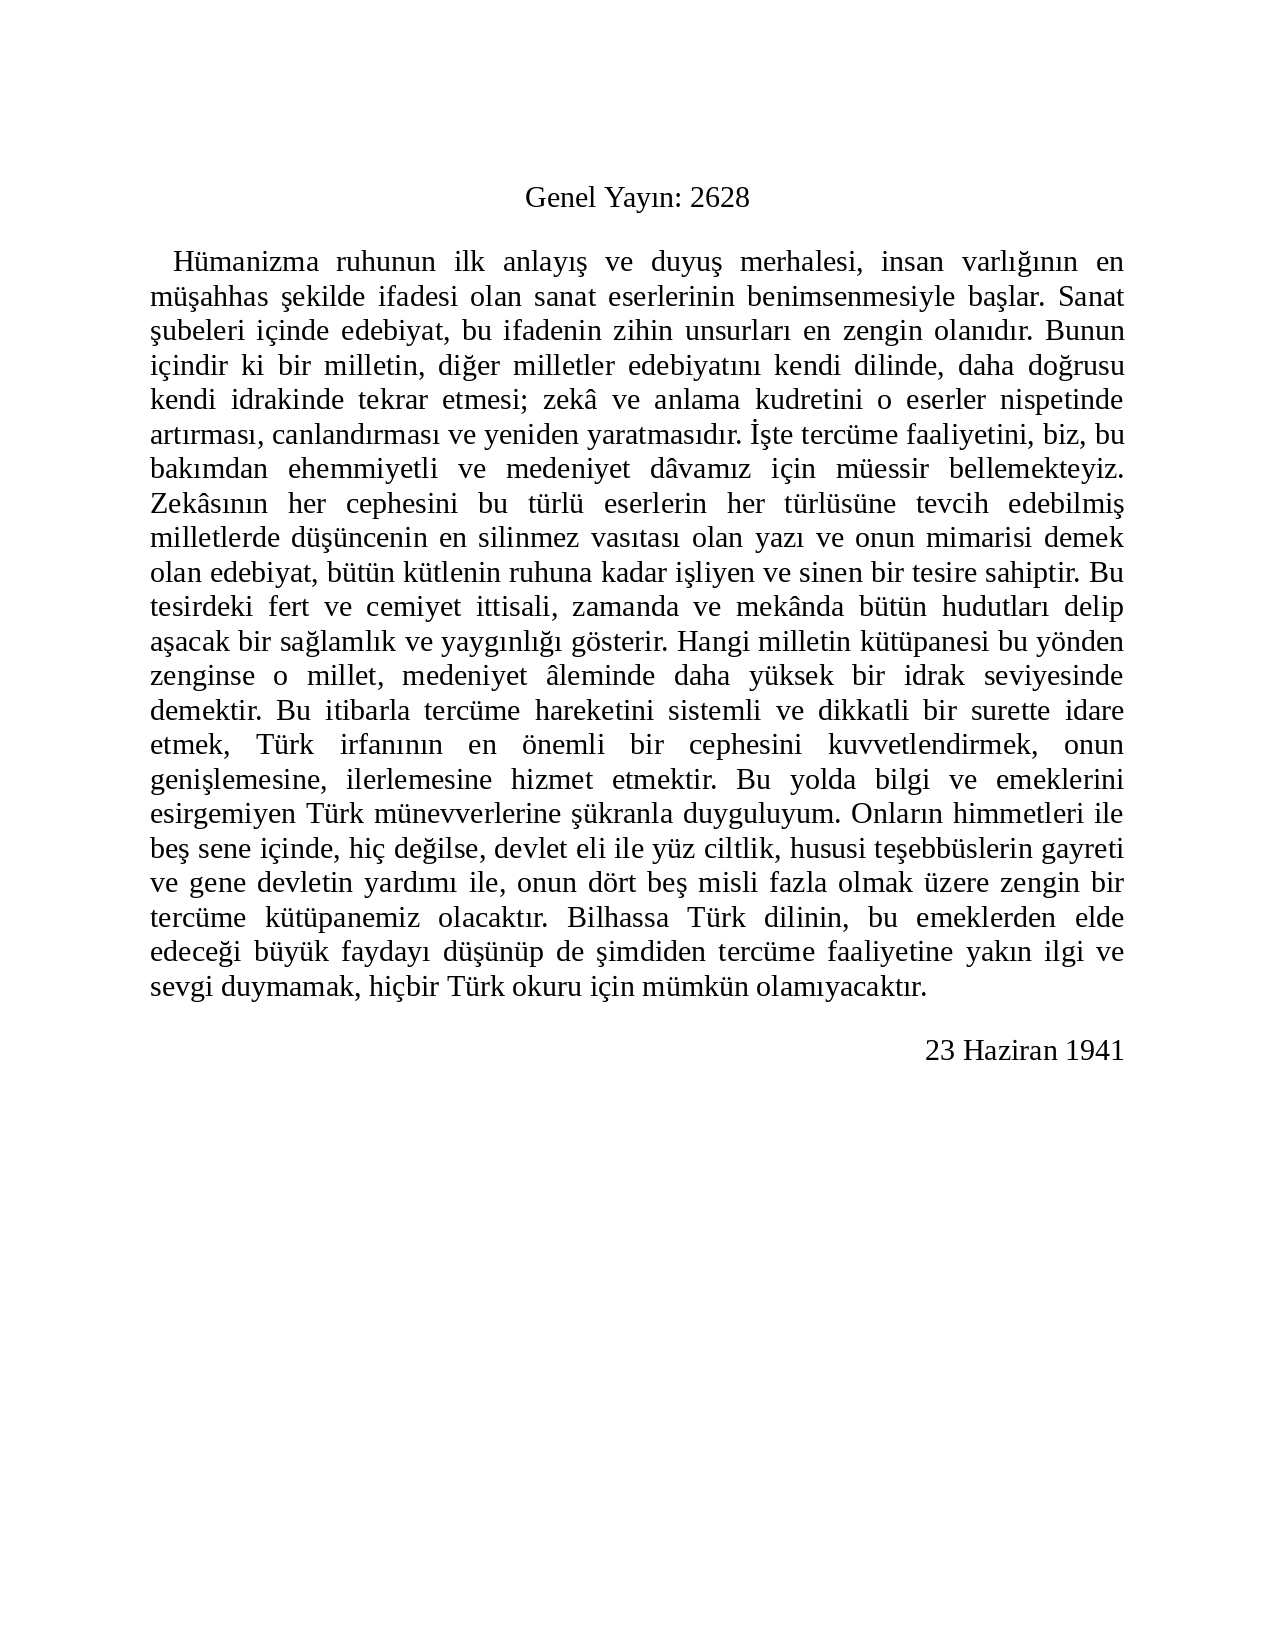 Genel Yayın: 2628
Hümanizma ruhunun ilk anlayış ve duyuş merhalesi, insan varlığının en
müşahhas şekilde ifadesi olan sanat eserlerinin benimsenmesiyle başlar. Sanat
şubeleri içinde edebiyat, bu ifadenin zihin unsurları en zengin olanıdır. Bunun
içindir ki bir milletin, diğer milletler edebiyatını kendi dilinde, daha doğrusu
kendi idrakinde tekrar etmesi; zekâ ve anlama kudretini o eserler nispetinde
artırması, canlandırması ve yeniden yaratmasıdır. İşte tercüme faaliyetini, biz, bu
bakımdan ehemmiyetli ve medeniyet dâvamız için müessir bellemekteyiz.
Zekâsının her cephesini bu türlü eserlerin her türlüsüne tevcih edebilmiş
milletlerde düşüncenin en silinmez vasıtası olan yazı ve onun mimarisi demek
olan edebiyat, bütün kütlenin ruhuna kadar işliyen ve sinen bir tesire sahiptir. Bu
tesirdeki fert ve cemiyet ittisali, zamanda ve mekânda bütün hudutları delip
aşacak bir sağlamlık ve yaygınlığı gösterir. Hangi milletin kütüpanesi bu yönden
zenginse o millet, medeniyet âleminde daha yüksek bir idrak seviyesinde
demektir. Bu itibarla tercüme hareketini sistemli ve dikkatli bir surette idare
etmek, Türk irfanının en önemli bir cephesini kuvvetlendirmek, onun
genişlemesine, ilerlemesine hizmet etmektir. Bu yolda bilgi ve emeklerini
esirgemiyen Türk münevverlerine şükranla duyguluyum. Onların himmetleri ile
beş sene içinde, hiç değilse, devlet eli ile yüz ciltlik, hususi teşebbüslerin gayreti
ve gene devletin yardımı ile, onun dört beş misli fazla olmak üzere zengin bir
tercüme kütüpanemiz olacaktır. Bilhassa Türk dilinin, bu emeklerden elde
edeceği büyük faydayı düşünüp de şimdiden tercüme faaliyetine yakın ilgi ve
sevgi duymamak, hiçbir Türk okuru için mümkün olamıyacaktır.
23 Haziran 1941